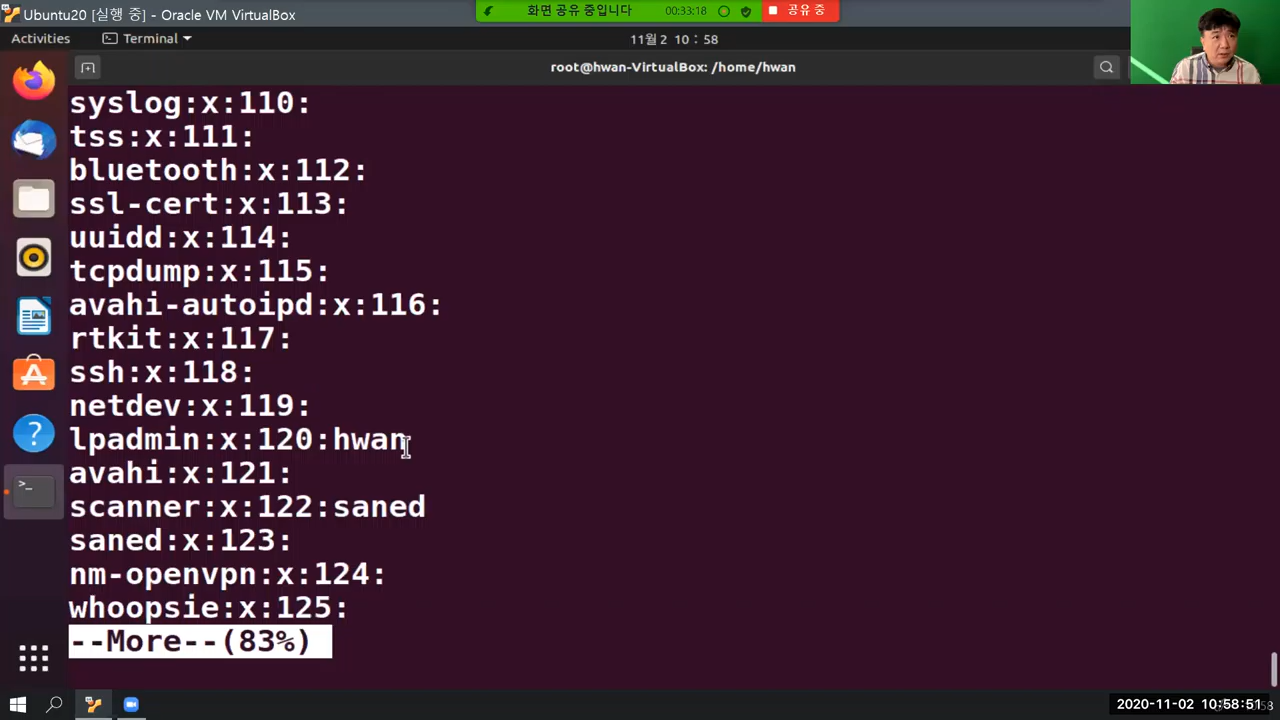 Ubuntu20 [실행 중] - Oracle VM VirtualBox
화면 공유 중입니다
00:33:18
공유 중
Activities
Terminal
11월 2 10 : 58
root@hwan-VirtualBox: /home/hwan
syslog:x:110:
tss:x:111:
bluetooth:x:112:
ssl-cert:x:113:
uuidd:x:114:
tcpdump:x:115:
avahi-autoipd:x:116:
rtkit:x:117:
ssh:x:118:
netdev:x:119:
lpadmin:x:120:hwan
avahi:x:121:
scanner:x:122:saned
saned:x:123:
nm-openvpn:x:124:
whoopsie:x:125:
--More--(83%)
2020-11-02 10:58:51